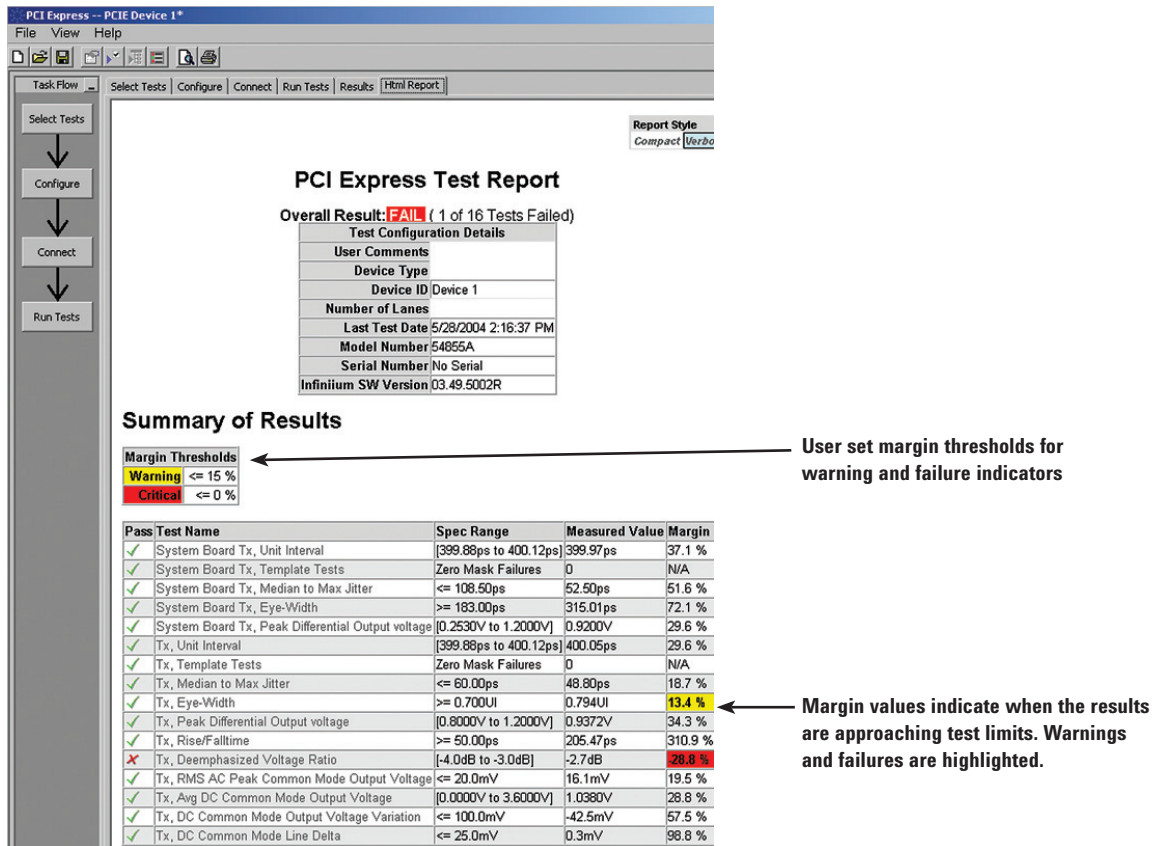 PCI Express -- PCIE Device 1*
File View Help
Task Flow
Select Tests
Configure
Connect
Run Tests
Select Tests Configure Connect Run Tests Results Html Report
Report Style
Compact Verbo
PCI Express Test Report
Overall Result: FAIL ( 1 of 16 Tests Failed)
Test Configuration Details
User Comments
Device Type
Device ID Device 1
Number of Lanes
Last Test Date 5/28/2004 2:16:37 PM
Model Number 54855A
Serial Number No Serial
Infiniium SW Version 03.49.5002R
Summary of Results
Margin Thresholds
Warning <= 15 %
Critical <= 0 %
User set margin thresholds for
warning and failure indicators
Pass Test Name Spec Range Measured Value Margin
System Board Tx, Unit Interval [399.88ps to 400.12ps] 399.97ps 37.1 %
System Board Tx, Template Tests Zero Mask Failures 0 N/A
System Board Tx, Median to Max Jitter <= 108.50ps 52.50ps 51.6 %
System Board Tx, Eye-Width >= 183.00ps 315.01ps 72.1 %
System Board Tx, Peak Differential Output voltage [0.2530V to 1.2000V] 0.9200V 29.6 %
Tx, Unit Interval [399.88ps to 400.12ps] 400.05ps 29.6 %
Tx, Template Tests Zero Mask Failures 0 N/A
Tx, Median to Max Jitter <= 60.00ps 48.80ps 18.7 %
Tx, Eye-Width >= 0.700UI 0.794UI 13.4 %
Tx, Peak Differential Output voltage [0.8000V to 1.2000V] 0.9372V 34.3 %
Tx, Rise/Falltime >= 50.00ps 205.47ps 310.9 %
Tx, Deemphasized Voltage Ratio [-4.0dB to -3.0dB] -2.7dB -28.8 %
Tx, RMS AC Peak Common Mode Output Voltage <= 20.0mV 16.1mV 19.5 %
Tx, Avg DC Common Mode Output Voltage [0.0000V to 3.6000V] 1.0380V 28.8 %
Tx, DC Common Mode Output Voltage Variation <= 100.0mV -42.5mV 57.5 %
Tx, DC Common Mode Line Delta <= 25.0mV 0.3mV 98.8 %
Margin values indicate when the results
are approaching test limits. Warnings
and failures are highlighted.